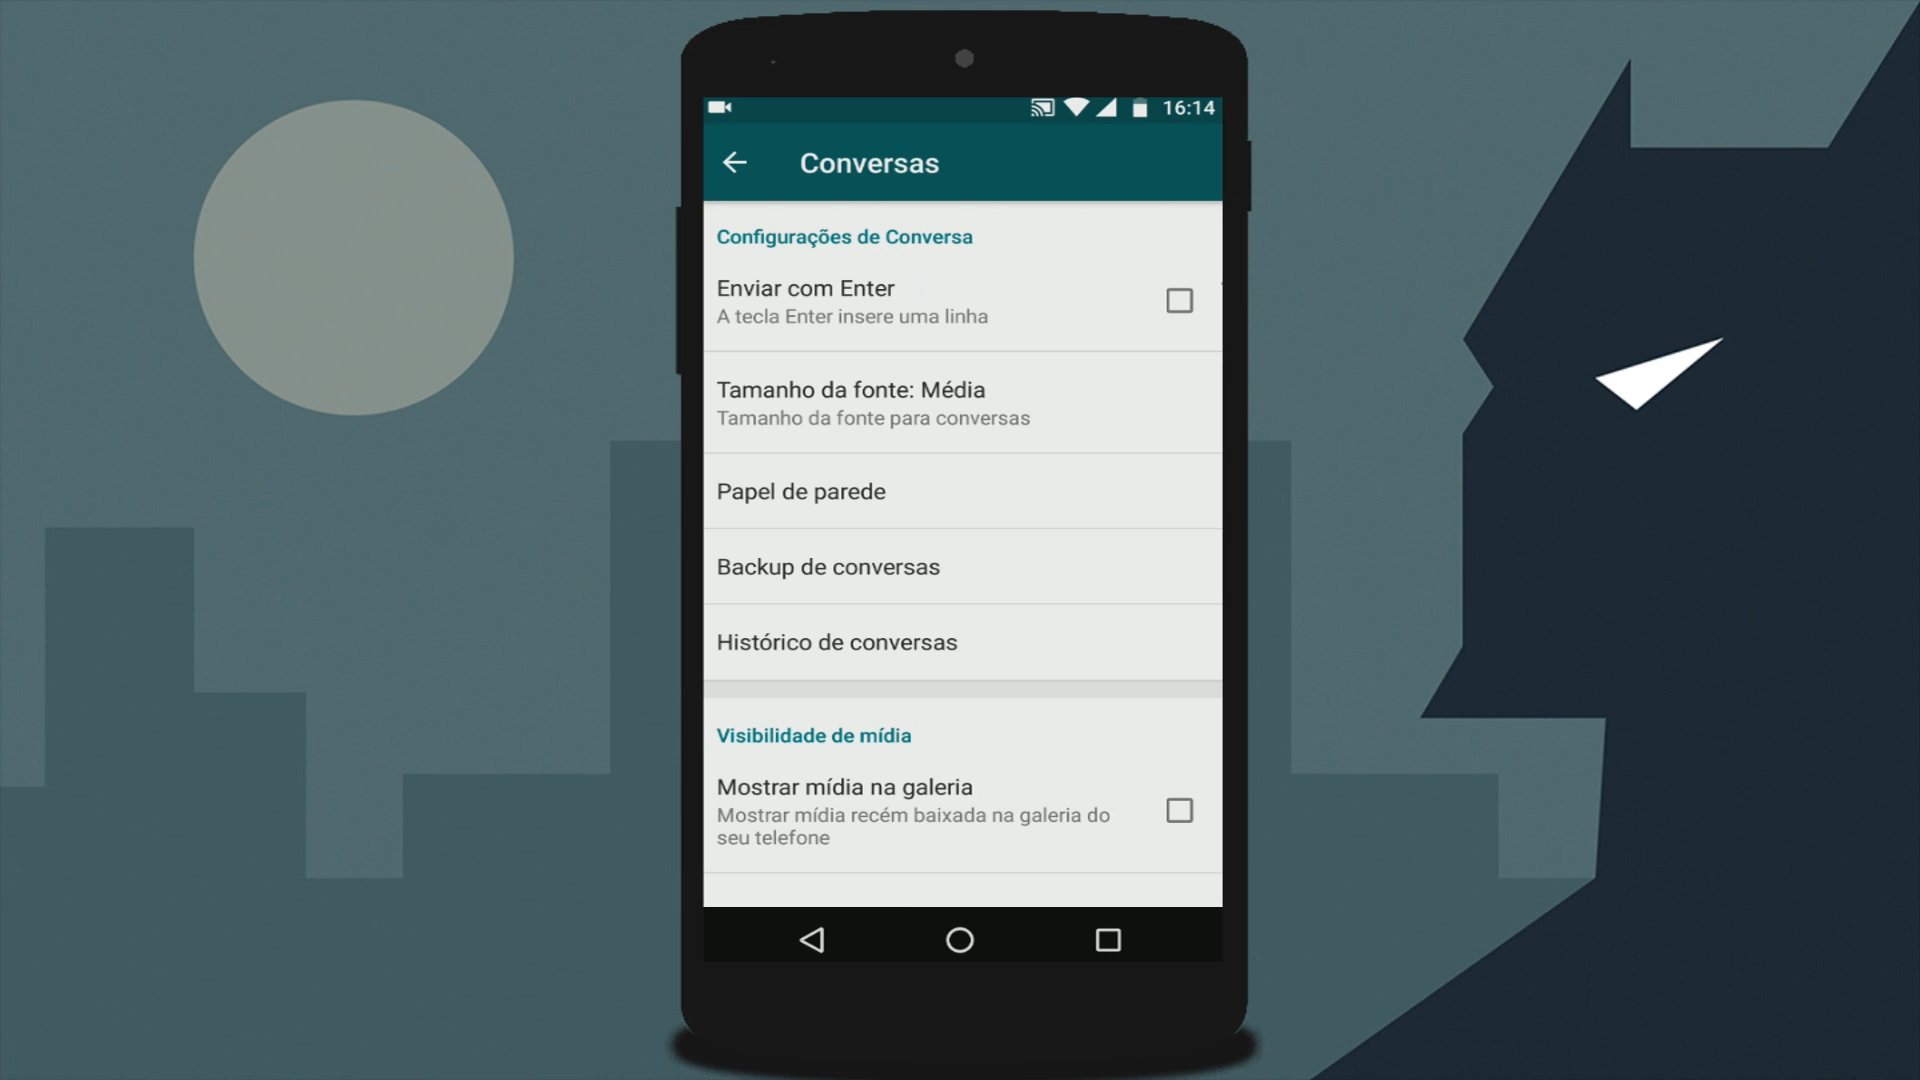 16:14
Conversas
Configurações de Conversa
Enviar com Enter
A tecla Enter insere uma linha
Tamanho da fonte: Média
Tamanho da fonte para conversas
Papel de parede
Backup de conversas
Histórico de conversas
Visibilidade de mídia
Mostrar mídia na galeria
Mostrar mídia recém baixada na galeria do
seu telefone